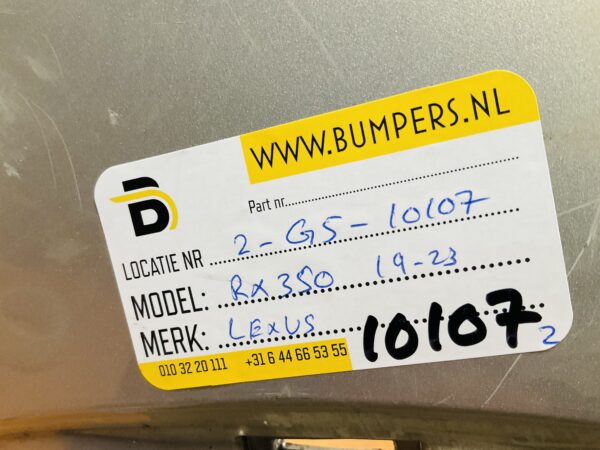 WWW.BUMPERS.NL
B
Part nr.
LOCATIE NR 2-G5-10107
MODEL: RX350 19-23
MERK: LEXUS
10107 2
010 32 20 111 +31 6 44 66 53 55